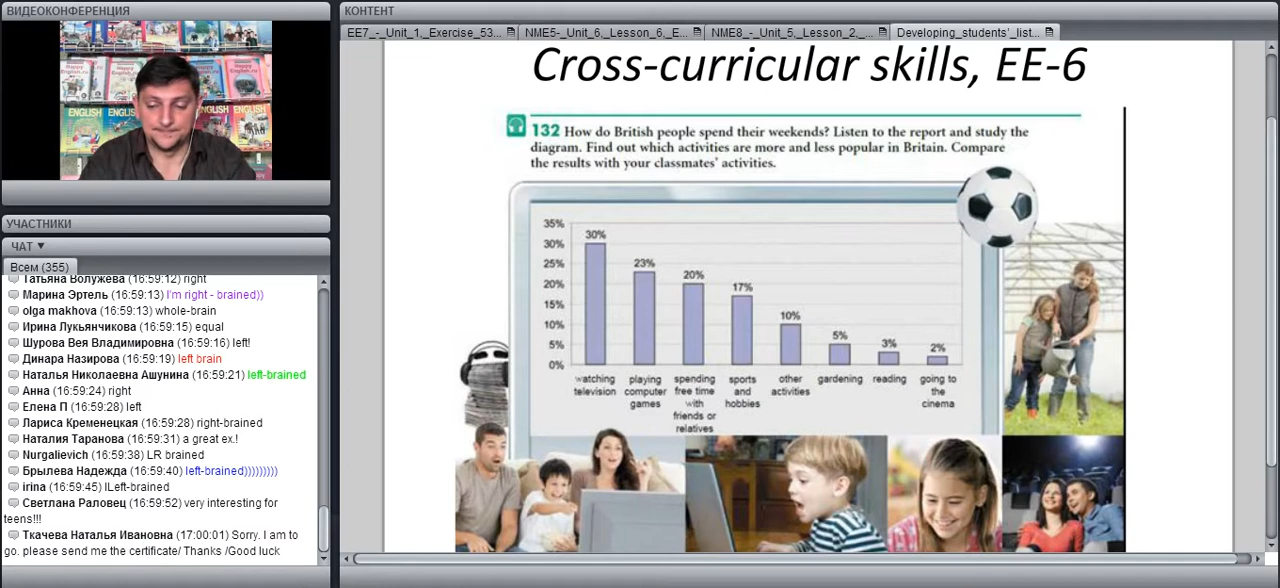 ВИДЕОКОНФЕРЕНЦИЯ
Happy English.ru
ENGLISH
ENGLISH
УЧАСТНИКИ
ЧАТ ▼
Всем (355)
Татьяна Волужева (16:59:12) right
Марина Эртель (16:59:13) I'm right - brained))
olga makhova (16:59:13) whole-brain
Ирина Лукьянчикова (16:59:15) equal
Шурова Вея Владимировна (16:59:16) left!
Динара Назирова (16:59:19) left brain
Наталья Николаевна Ашунина (16:59:21) left-brained
Анна (16:59:24) right
Елена П (16:59:28) left
Лариса Кременецкая (16:59:28) right-brained
Наталия Таранова (16:59:31) a great ex.!
Nurgalievich (16:59:38) LR brained
Брылева Надежда (16:59:40) left-brained)))))))))
irina (16:59:45) lLeft-brained
Светлана Раловец (16:59:52) very interesting for
teens!!!
Ткачева Наталья Ивановна (17:00:01) Sorry. I am to
go. please send me the certificate/ Thanks /Good luck
КОНТЕНТ
EE7_-_Unit_1,_Exercise_53...
NME5-_Unit_6,_Lesson_6,_E...
NME8_-_Unit_5,_Lesson_2,_...
Developing_students'_list...
Cross-curricular skills, EE-6
132 How do British people spend their weekends? Listen to the report and study the
diagram. Find out which activities are more and less popular in Britain. Compare
the results with your classmates' activities.
35%
30%
25%
20%
15%
10%
5%
0%
30%
23%
20%
17%
10%
5%
3%
2%
watching
television
playing
computer
games
spending
free time
with
friends or
relatives
sports
and
hobbies
other
activities
gardening
reading
going to
the
cinema